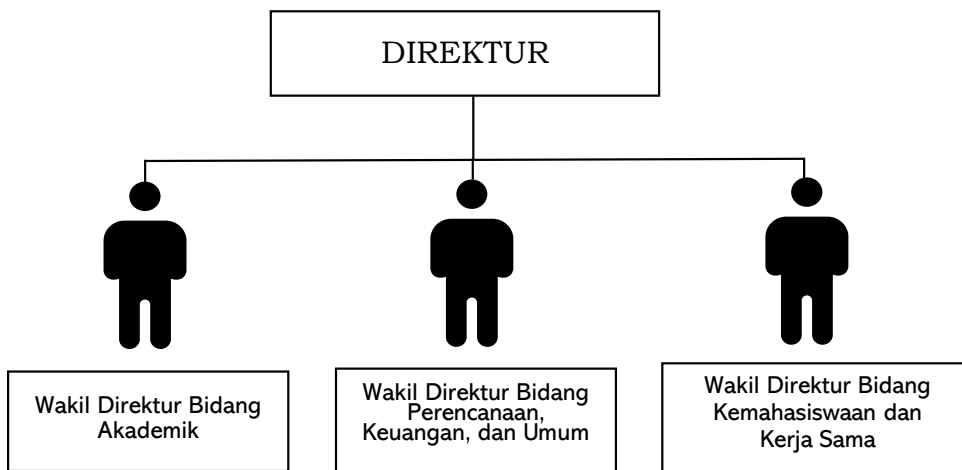 DIREKTUR
Wakil Direktur Bidang
Akademik
Wakil Direktur Bidang
Perencanaan,
Keuangan, dan Umum
Wakil Direktur Bidang
Kemahasiswaan dan
Kerja Sama